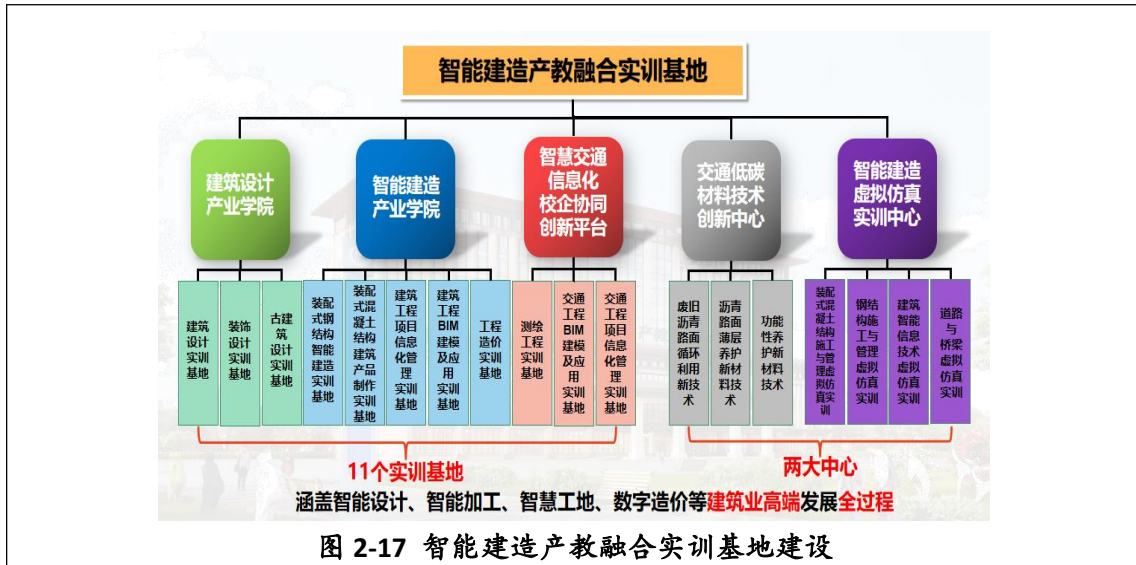 智能建造产教融合实训基地
建筑设计
产业学院
智能建造
产业学院
智慧交通
信息化
校企协同
创新平台
交通低碳
材料技术
创新中心
智能建造
虚拟仿真
实训中心
建筑
设计
实训
基地
装饰
设计
实训
基地
古建
筑
设计
实训
基地
装配
式钢
结构
智能
建造
实训
基地
装配
式混
凝土
结构
建筑
产品
制作
实训
基地
建筑
工程
项目
信息
化管
理
实训
基地
建筑
工程
BIM
建模
及应
用
实训
基地
工程
造价
实训
基地
测绘
工程
实训
基地
交通
工程
BIM
建模
及应
用
实训
基地
交通
工程
项目
信息
化管
理
实训
基地
废旧
沥青
路面
循环
利用
新技
术
沥青
路面
薄层
养护
新材
料技
术
功能
性养
护新
材料
技术
装配
式混
凝土
结构
施工
与管
理虚
拟仿
真实
训
钢结
构施
工与
管理
虚拟
仿真
实训
建筑
智能
信息
技术
虚拟
仿真
实训
道路
与
桥梁
虚拟
仿真
实训
11个实训基地
两大中心
涵盖智能设计、智能加工、智慧工地、数字造价等建筑业高端发展全过程
图 2-17 智能建造产教融合实训基地建设